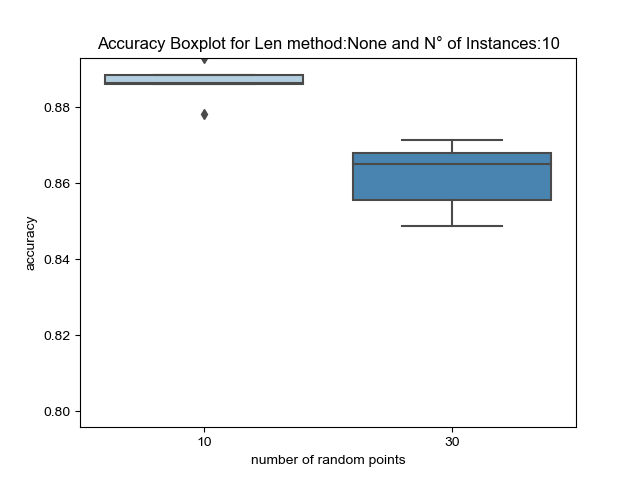 Accuracy Boxplot for Len method:None and N° of Instances:10
0.88
0.86
0.84
0.82
0.80
accuracy
10
30
number of random points